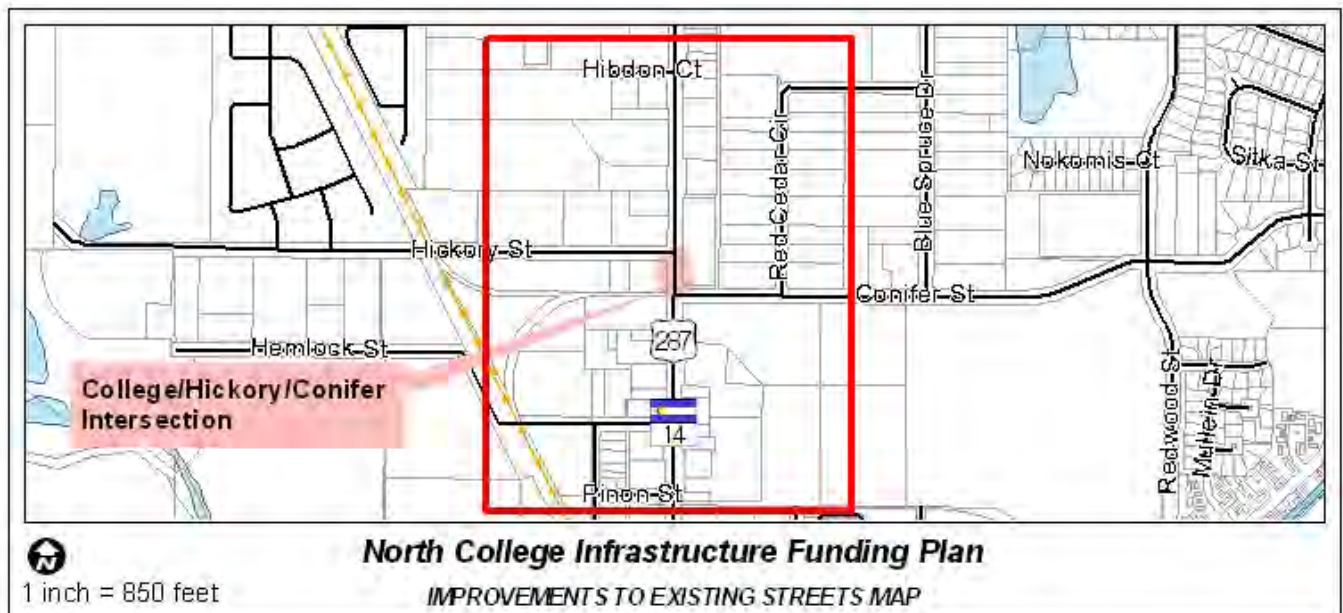 Hibdon Ct
Red Cedar Cir
Blue Spruce Dr
Nokomis Ct
Sitka St
Hickory St
Conifer St
287
Hemlock St
College/Hickory/Conifer
Intersection
14
Redwood St
Mullein Dr
Pinon St
N
North College Infrastructure Funding Plan
1 inch = 850 feet
IMPROVEMENTS TO EXISTING STREETS MAP